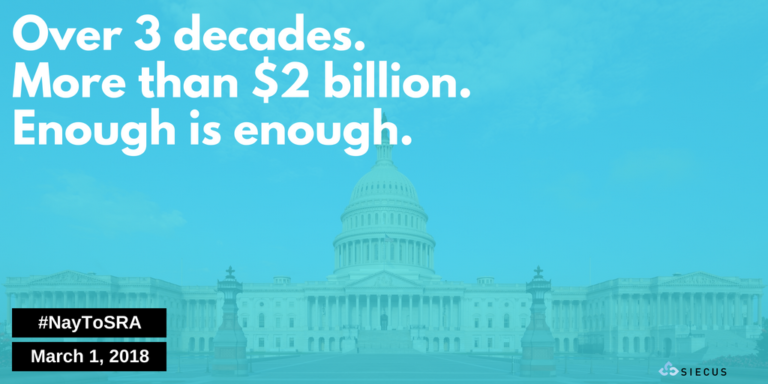 Over 3 decades.
More than $2 billion.
Enough is enough.
#NayToSRA
March 1, 2018
SIECUS